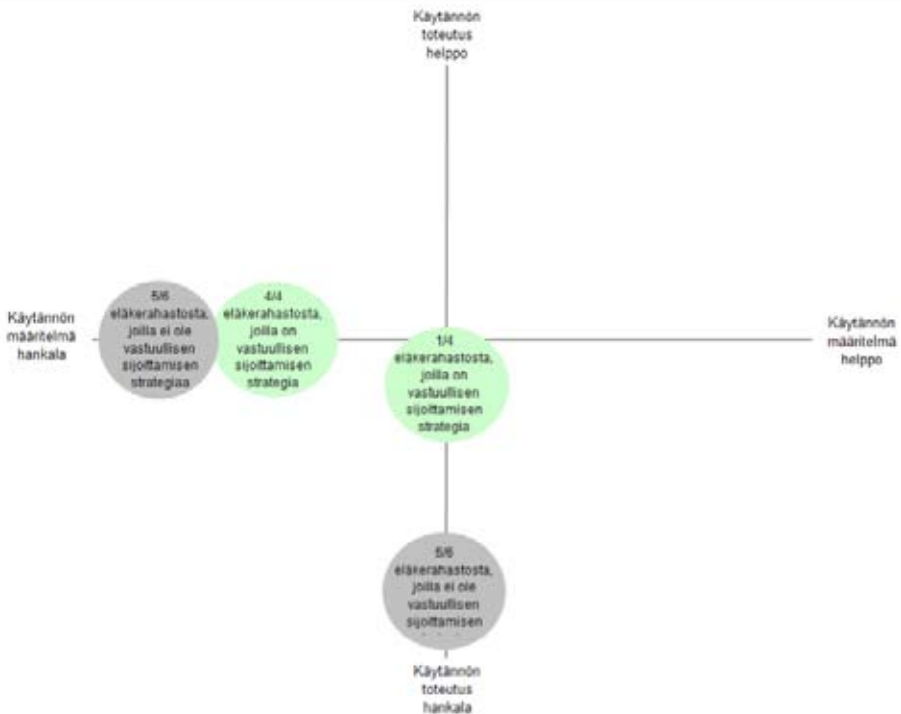 Käytännön
toteutus
helppo
Käytännön
määritelmä
hankala
5/6
eläkerahastosta,
joilla ei ole
vastuullisen
sijoittamisen
strategiaa
4/4
eläkerahastosta,
joilla on
vastuullisen
sijoittamisen
strategia
1/4
eläkerahastosta,
joilla on
vastuullisen
sijoittamisen
strategia
Käytännön
määritelmä
helppo
5/6
eläkerahastosta,
joilla ei ole
vastuullisen
sijoittamisen
Käytännön
toteutus
hankala